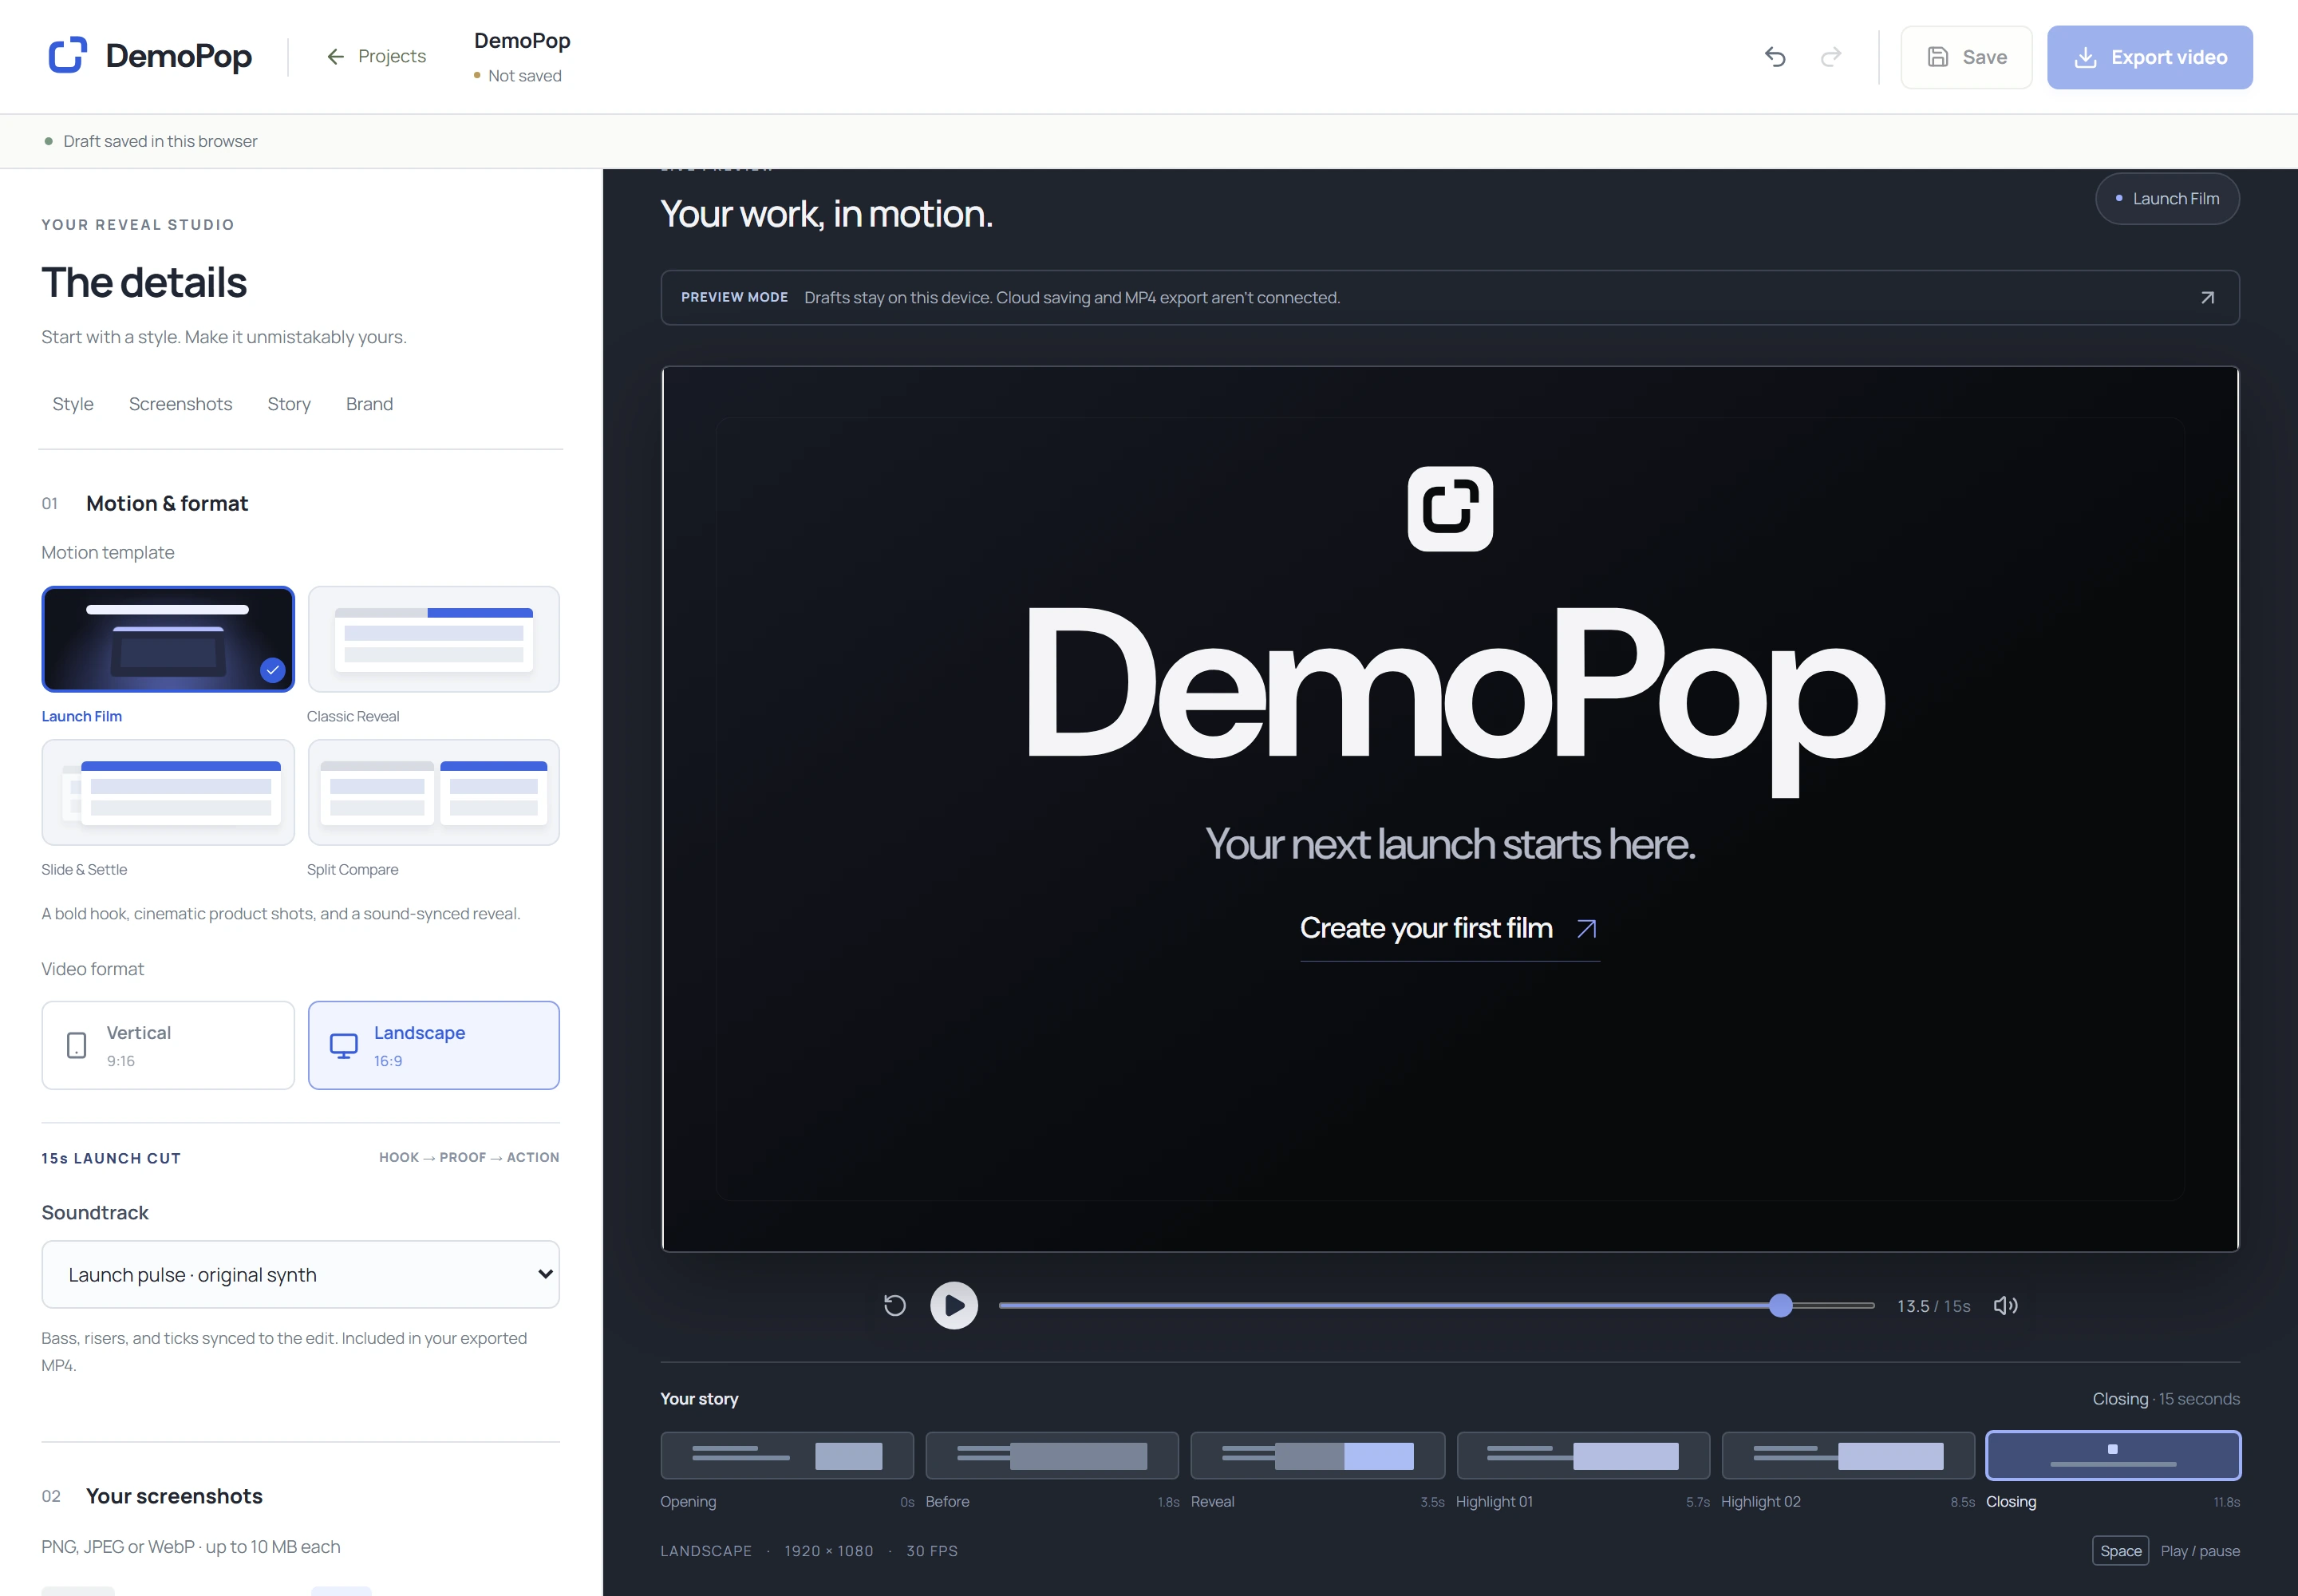 DemoPop
Projects
DemoPop
Not saved
Save
Export video
Draft saved in this browser
YOUR REVEAL STUDIO
The details
Start with a style. Make it unmistakably yours.
Style
Screenshots
Story
Brand
01 Motion & format
Motion template
Launch Film
Classic Reveal
Slide & Settle
Split Compare
A bold hook, cinematic product shots, and a sound-synced reveal.
Video format
Vertical
9:16
Landscape
16:9
15s LAUNCH CUT
HOOK → PROOF → ACTION
Soundtrack
Launch pulse · original synth
Bass, risers, and ticks synced to the edit. Included in your exported
MP4.
02 Your screenshots
PNG, JPEG or WebP · up to 10 MB each
Your work, in motion.
Launch Film
PREVIEW MODE Drafts stay on this device. Cloud saving and MP4 export aren't connected.
DemoPop
Your next launch starts here.
Create your first film
13.5 / 15s
Your story
Closing · 15 seconds
Opening 0s
Before 1.8s
Reveal 3.5s
Highlight 01 5.7s
Highlight 02 8.5s
Closing 11.8s
LANDSCAPE · 1920 × 1080 · 30 FPS
Space Play / pause